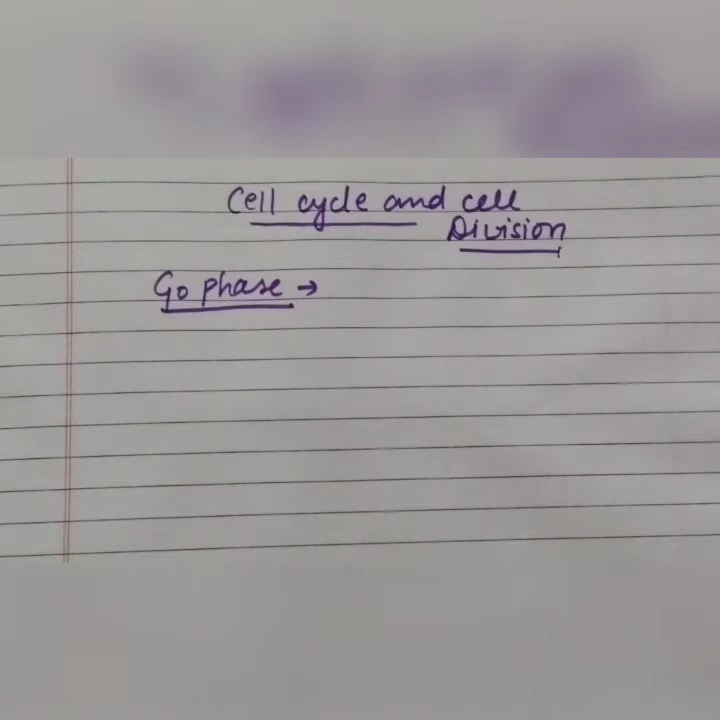 Cell cycle and cell
Division
Go phase →